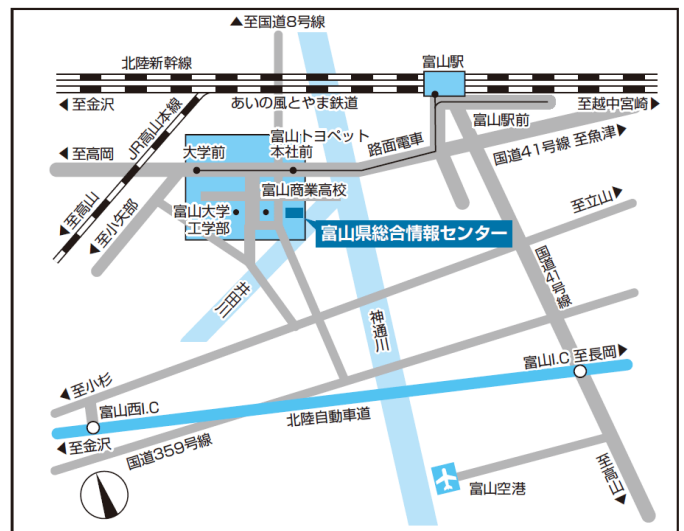 ▲至国道8号線
富山駅
北陸新幹線
◀至金沢
あいの風とやま鉄道
至越中宮崎▶
JR高山本線
富山駅前
富山トヨペット
本社前
大学前
路面電車
国道41号線 至魚津▶
◀至高岡
富山商業高校
◀至高山
◀至小矢部
富山大学
工学部
至立山▶
富山県総合情報センター
国道41号線
井田川
神通川
富山I.C 至長岡▶
◀至小杉
富山西I.C
北陸自動車道
◀至金沢
国道359号線
富山空港
至高山▶